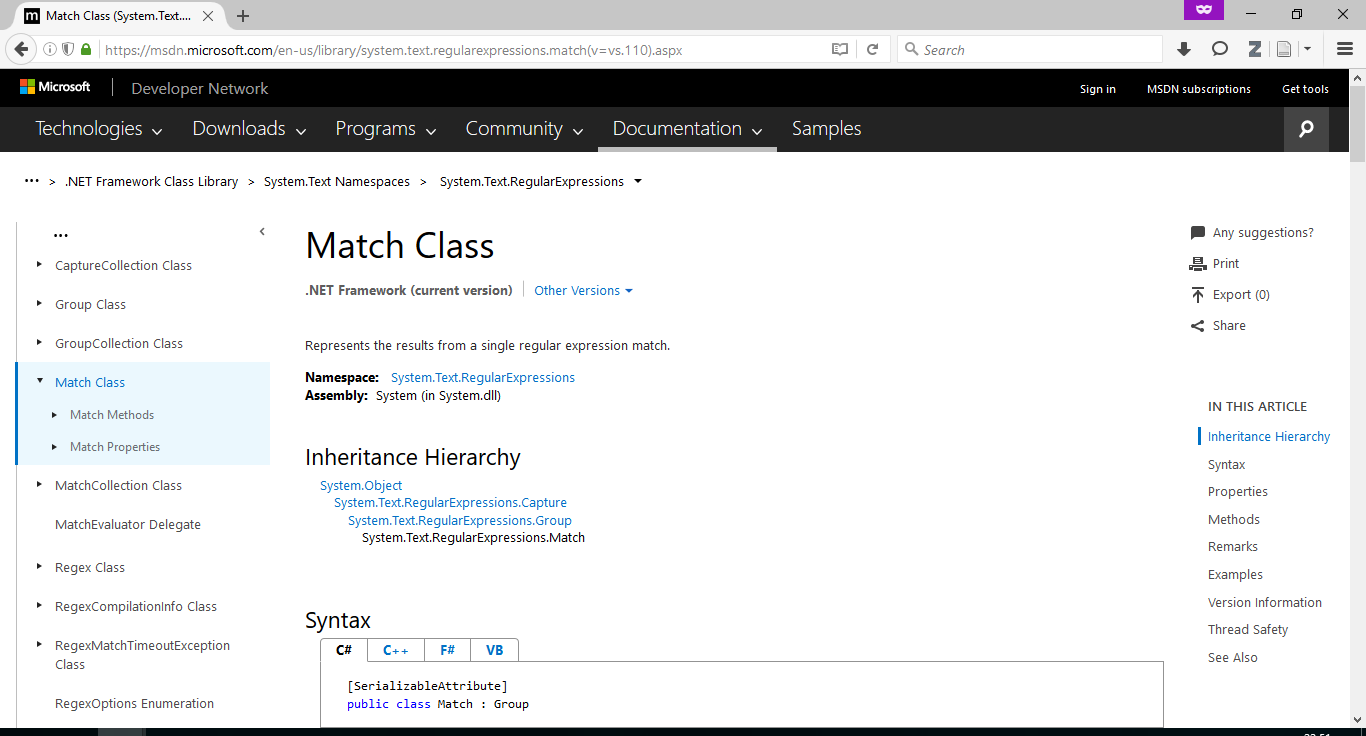 Match Class (System.Text....
https://msdn.microsoft.com/en-us/library/system.text.regularexpressions.match(v=vs.110).aspx
Search
Microsoft
Developer Network
Sign in
MSDN subscriptions
Get tools
Technologies
Downloads
Programs
Community
Documentation
Samples
... > .NET Framework Class Library > System.Text Namespaces > System.Text.RegularExpressions
...
CaptureCollection Class
Group Class
GroupCollection Class
Match Class
Match Methods
Match Properties
MatchCollection Class
MatchEvaluator Delegate
Regex Class
RegexCompilationInfo Class
RegexMatchTimeoutException
Class
RegexOptions Enumeration
Match Class
.NET Framework (current version)
Other Versions
Represents the results from a single regular expression match.
Namespace: System.Text.RegularExpressions
Assembly: System (in System.dll)
Inheritance Hierarchy
System.Object
System.Text.RegularExpressions.Capture
System.Text.RegularExpressions.Group
System.Text.RegularExpressions.Match
Syntax
C#
C++
F#
VB
[SerializableAttribute]
public class Match : Group
Any suggestions?
Print
Export (0)
Share
IN THIS ARTICLE
Inheritance Hierarchy
Syntax
Properties
Methods
Remarks
Examples
Version Information
Thread Safety
See Also